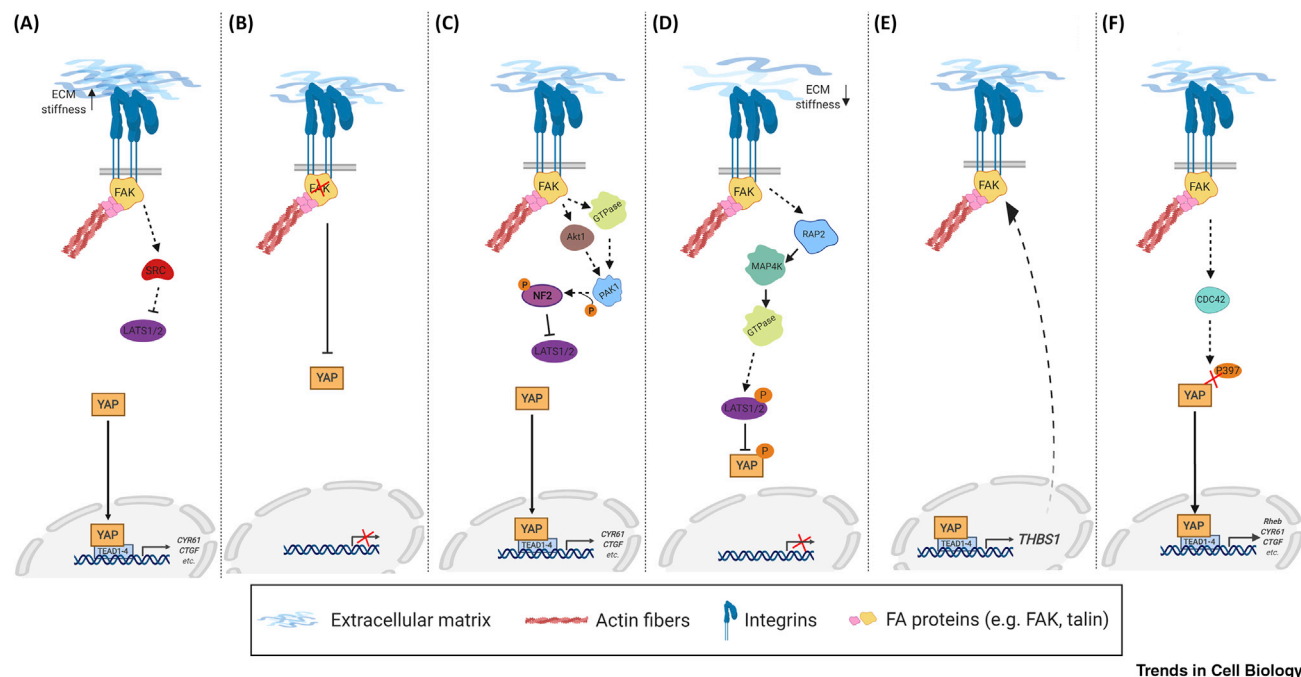 (A)
ECM
stiffness
FAK
SRC
LATS1/2
YAP
YAP
TEAD1-4
CYR61
CTGF
etc.
(B)
FAK
YAP
(C)
FAK
GTPase
Akt1
PAK1
P
NF2
P
LATS1/2
YAP
YAP
TEAD1-4
CYR61
CTGF
etc.
(D)
ECM
stiffness
FAK
RAP2
MAP4K
GTPase
P
LATS1/2
P
YAP
(E)
FAK
YAP
TEAD1-4
THBS1
(F)
FAK
CDC42
P397
YAP
YAP
TEAD1-4
Rheb
CYR61
CTGF
etc.
Extracellular matrix
Actin fibers
Integrins
FA proteins (e.g. FAK, talin)
Trends in Cell Biology